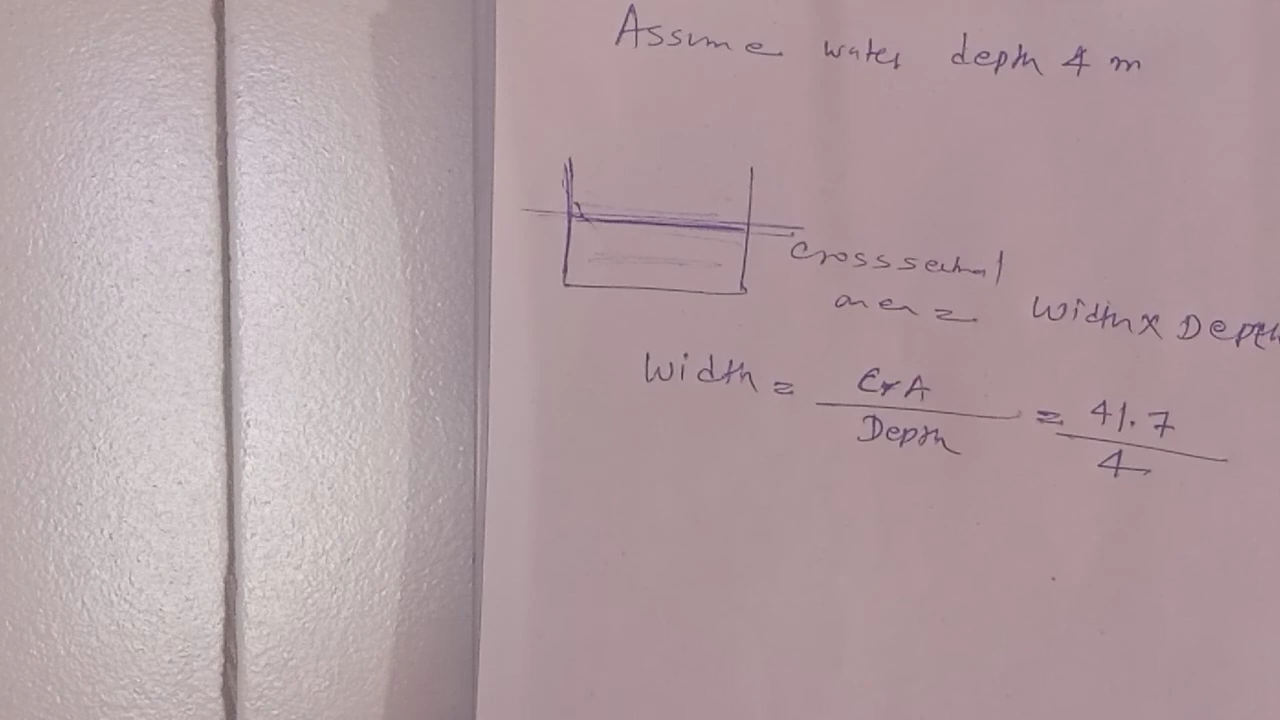 Assume water depth 4 m
crosssectional
area = Width x Depth
Width = CrA / Depth = 41.7 / 4